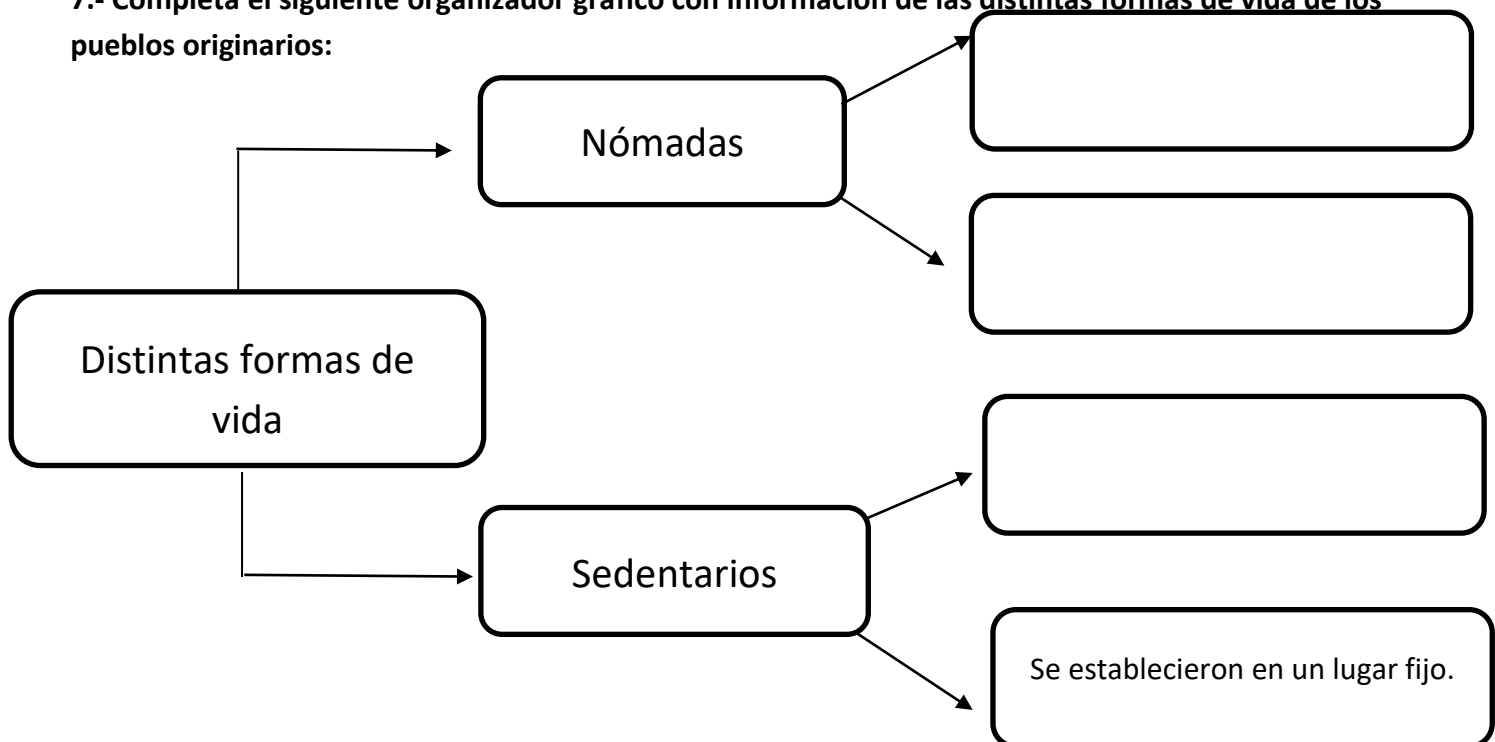 7.- Completa el siguiente organizador gráfico con información de las distintas formas de vida de los
pueblos originarios:
Nómadas
Distintas formas de
vida
Sedentarios
Se establecieron en un lugar fijo.